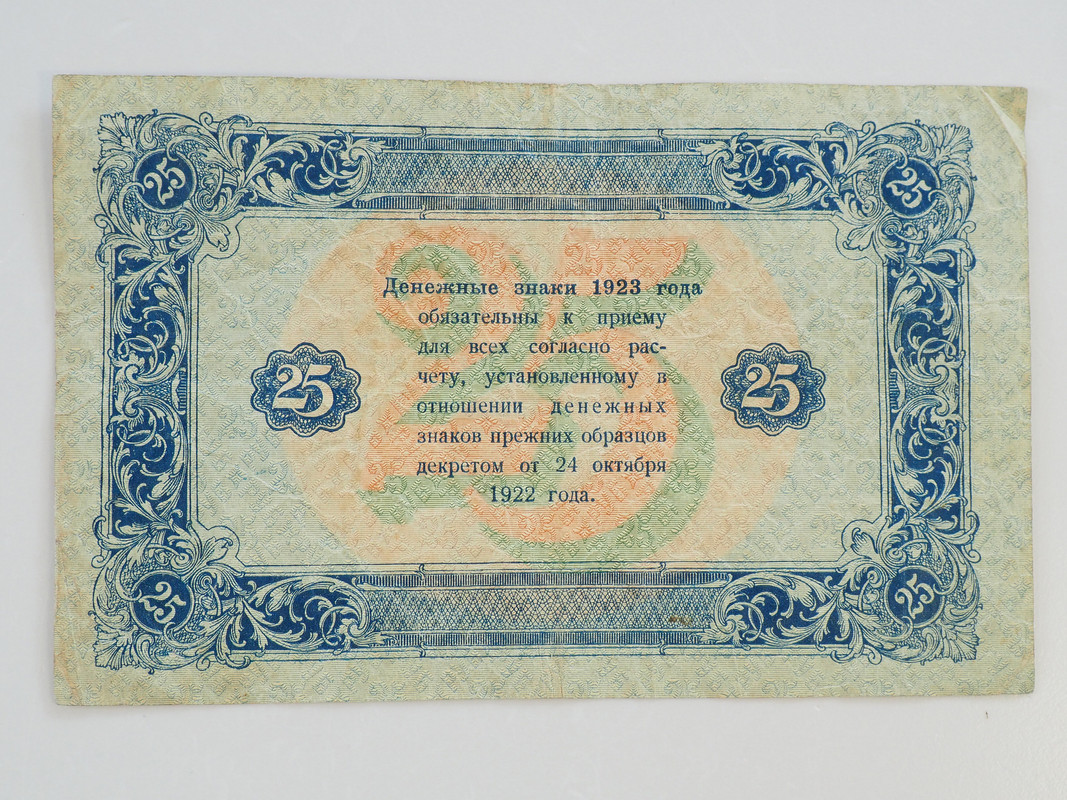 25 25
25
Денежные знаки 1923 года
обязательны к приему
для всех согласно рас-
чету, установленному в
25 25
отношении денежных
знаков прежних образцов
декретом от 24 октября
1922 года.
25 25